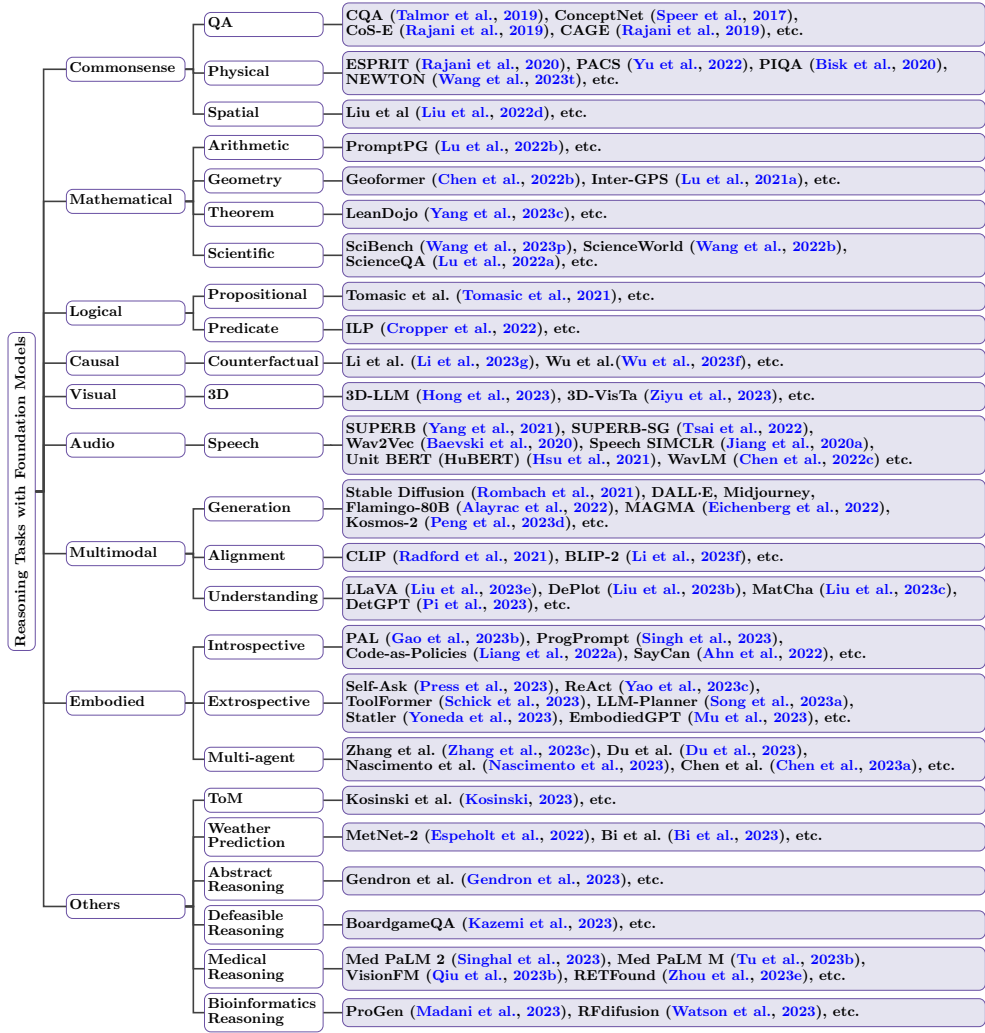 Reasoning Tasks with Foundation Models
Commonsense
QA
CQA (Talmor et al., 2019), ConceptNet (Speer et al., 2017),
CoS-E (Rajani et al., 2019), CAGE (Rajani et al., 2019), etc.
Physical
ESPRIT (Rajani et al., 2020), PACS (Yu et al., 2022), PIQA (Bisk et al., 2020),
NEWTON (Wang et al., 2023t), etc.
Spatial
Liu et al (Liu et al., 2022d), etc.
Mathematical
Arithmetic
PromptPG (Lu et al., 2022b), etc.
Geometry
Geoformer (Chen et al., 2022b), Inter-GPS (Lu et al., 2021a), etc.
Theorem
LeanDojo (Yang et al., 2023c), etc.
Scientific
SciBench (Wang et al., 2023p), ScienceWorld (Wang et al., 2022b),
ScienceQA (Lu et al., 2022a), etc.
Logical
Propositional
Tomasic et al. (Tomasic et al., 2021), etc.
Predicate
ILP (Cropper et al., 2022), etc.
Causal
Counterfactual
Li et al. (Li et al., 2023g), Wu et al.(Wu et al., 2023f), etc.
Visual
3D
3D-LLM (Hong et al., 2023), 3D-VisTa (Ziyu et al., 2023), etc.
Audio
Speech
SUPERB (Yang et al., 2021), SUPERB-SG (Tsai et al., 2022),
Wav2Vec (Baevski et al., 2020), Speech SIMCLR (Jiang et al., 2020a),
Unit BERT (HuBERT) (Hsu et al., 2021), WavLM (Chen et al., 2022c) etc.
Multimodal
Generation
Stable Diffusion (Rombach et al., 2021), DALL·E, Midjourney,
Flamingo-80B (Alayrac et al., 2022), MAGMA (Eichenberg et al., 2022),
Kosmos-2 (Peng et al., 2023d), etc.
Alignment
CLIP (Radford et al., 2021), BLIP-2 (Li et al., 2023f), etc.
Understanding
LLaVA (Liu et al., 2023e), DePlot (Liu et al., 2023b), MatCha (Liu et al., 2023c),
DetGPT (Pi et al., 2023), etc.
Embodied
Introspective
PAL (Gao et al., 2023b), ProgPrompt (Singh et al., 2023),
Code-as-Policies (Liang et al., 2022a), SayCan (Ahn et al., 2022), etc.
Extrospective
Self-Ask (Press et al., 2023), ReAct (Yao et al., 2023c),
ToolFormer (Schick et al., 2023), LLM-Planner (Song et al., 2023a),
Statler (Yoneda et al., 2023), EmbodiedGPT (Mu et al., 2023), etc.
Multi-agent
Zhang et al. (Zhang et al., 2023c), Du et al. (Du et al., 2023),
Nascimento et al. (Nascimento et al., 2023), Chen et al. (Chen et al., 2023a), etc.
Others
ToM
Kosinski et al. (Kosinski, 2023), etc.
Weather
Prediction
MetNet-2 (Espeholt et al., 2022), Bi et al. (Bi et al., 2023), etc.
Abstract
Reasoning
Gendron et al. (Gendron et al., 2023), etc.
Defeasible
Reasoning
BoardgameQA (Kazemi et al., 2023), etc.
Medical
Reasoning
Med PaLM 2 (Singhal et al., 2023), Med PaLM M (Tu et al., 2023b),
VisionFM (Qiu et al., 2023b), RETFound (Zhou et al., 2023e), etc.
Bioinformatics
Reasoning
ProGen (Madani et al., 2023), RFdifusion (Watson et al., 2023), etc.